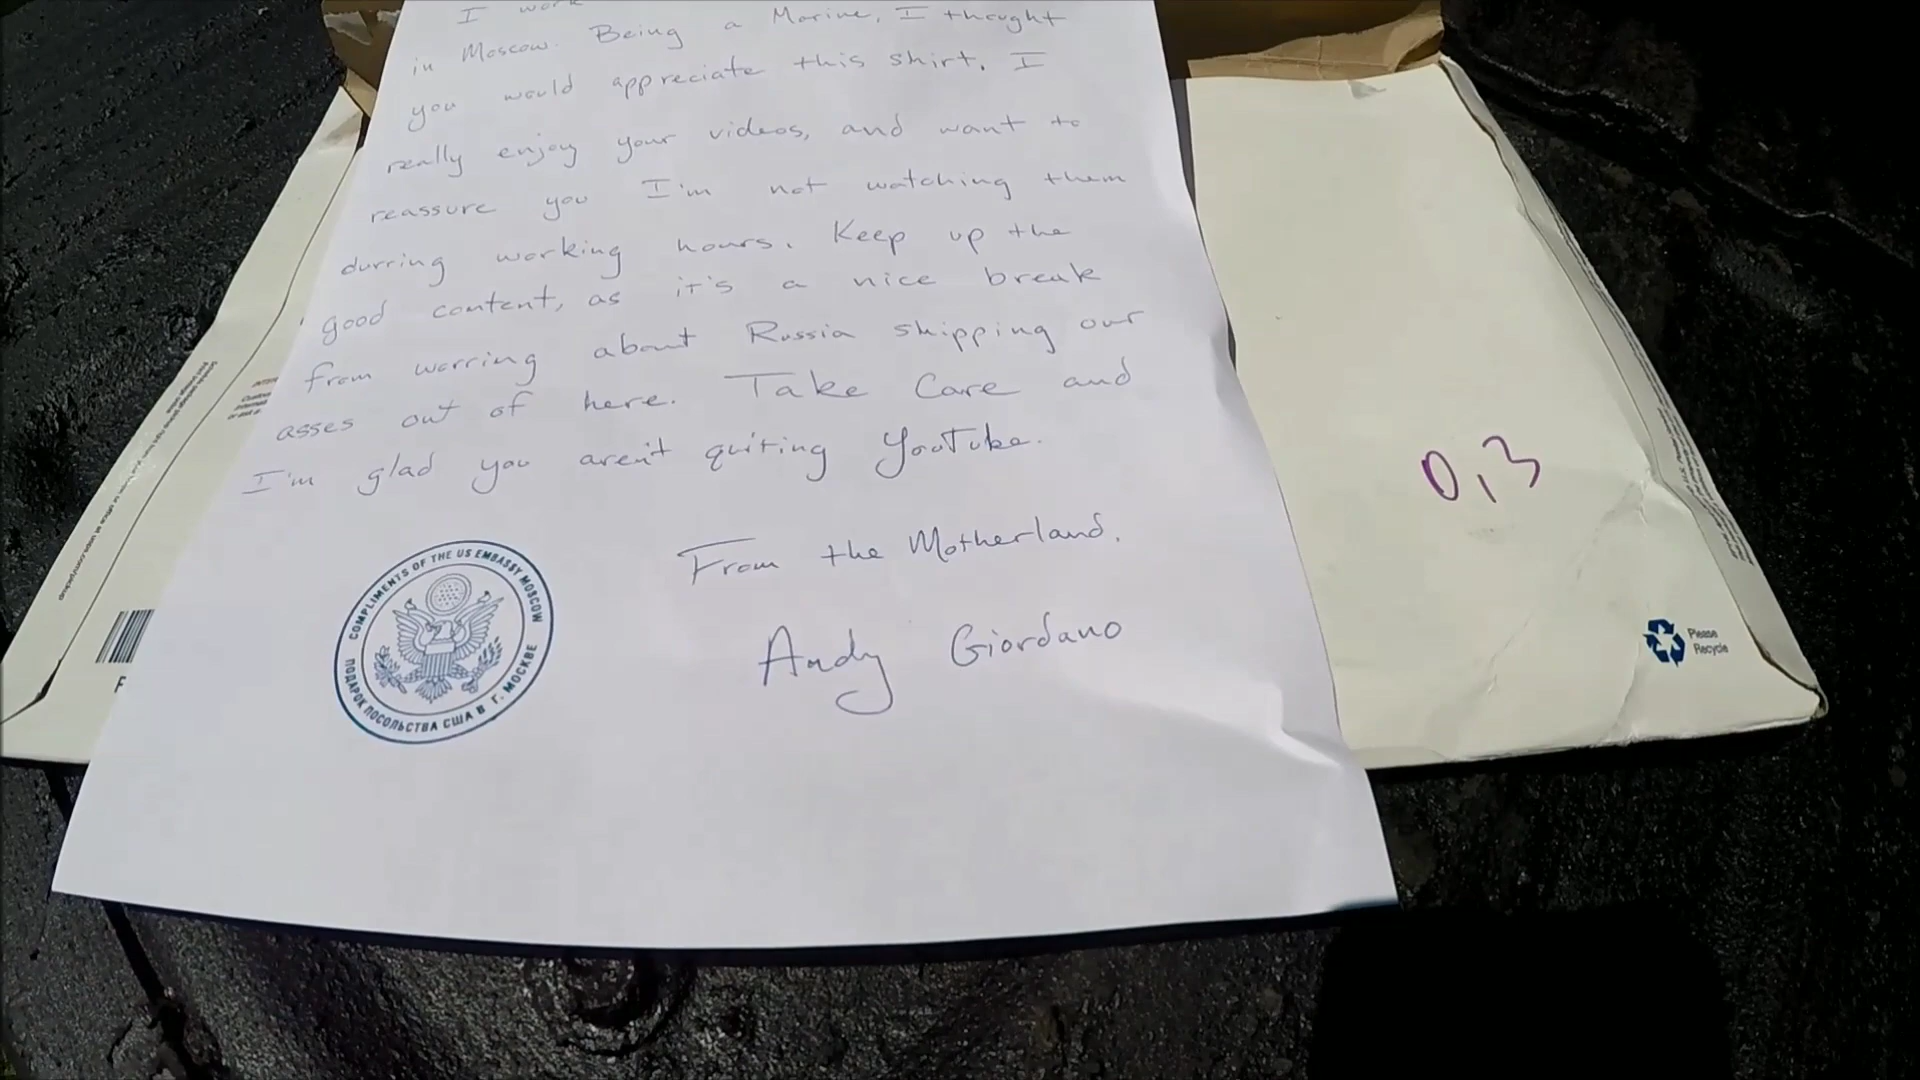 I work
in Moscow. Being a Marine, I thought
you would appreciate this shirt. I
really enjoy your videos, and want to
reassure you I'm not watching them
durring working hours. Keep up the
good content, as it's a nice break
from worring about Russia shipping our
asses out of here. Take Care and
I'm glad you aren't quiting YouTube.
From the Motherland.
Andy Giordano
COMPLIMENTS OF THE US EMBASSY MOSCOW
ПОДАРОК ПОСОЛЬСТВА США В Г. МОСКВЕ
0,3
Please
Recycle
F